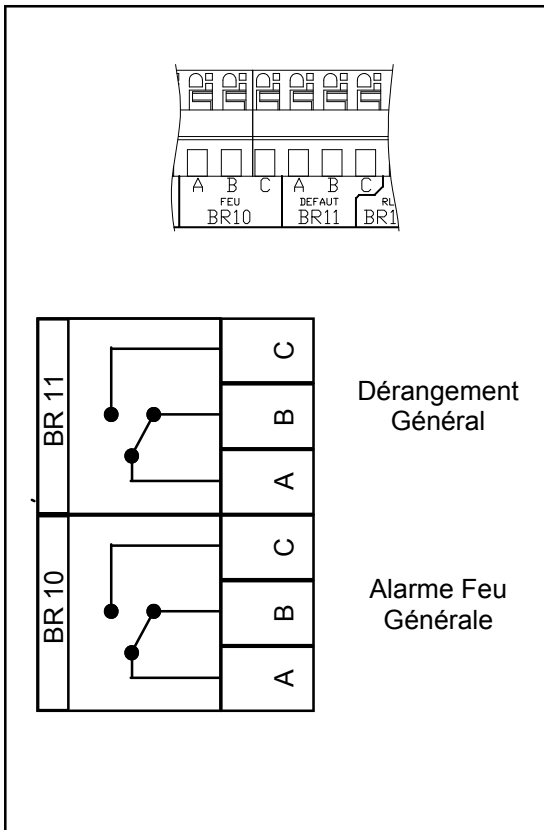 A B C A B C
FEU DEFAUT RL
BR10 BR11 BR1
BR 11
C
B
A
Dérangement
Général
BR 10
C
B
A
Alarme Feu
Générale